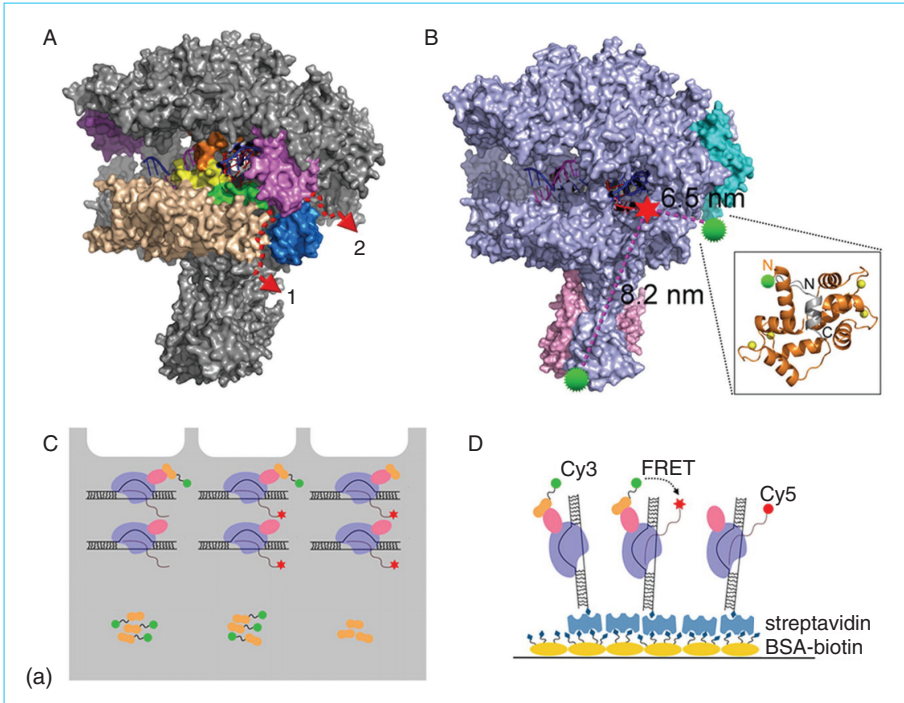 A
B
1
2
6.5 nm
8.2 nm
N
N
C
C
D
Cy3
FRET
Cy5
streptavidin
BSA-biotin
(a)